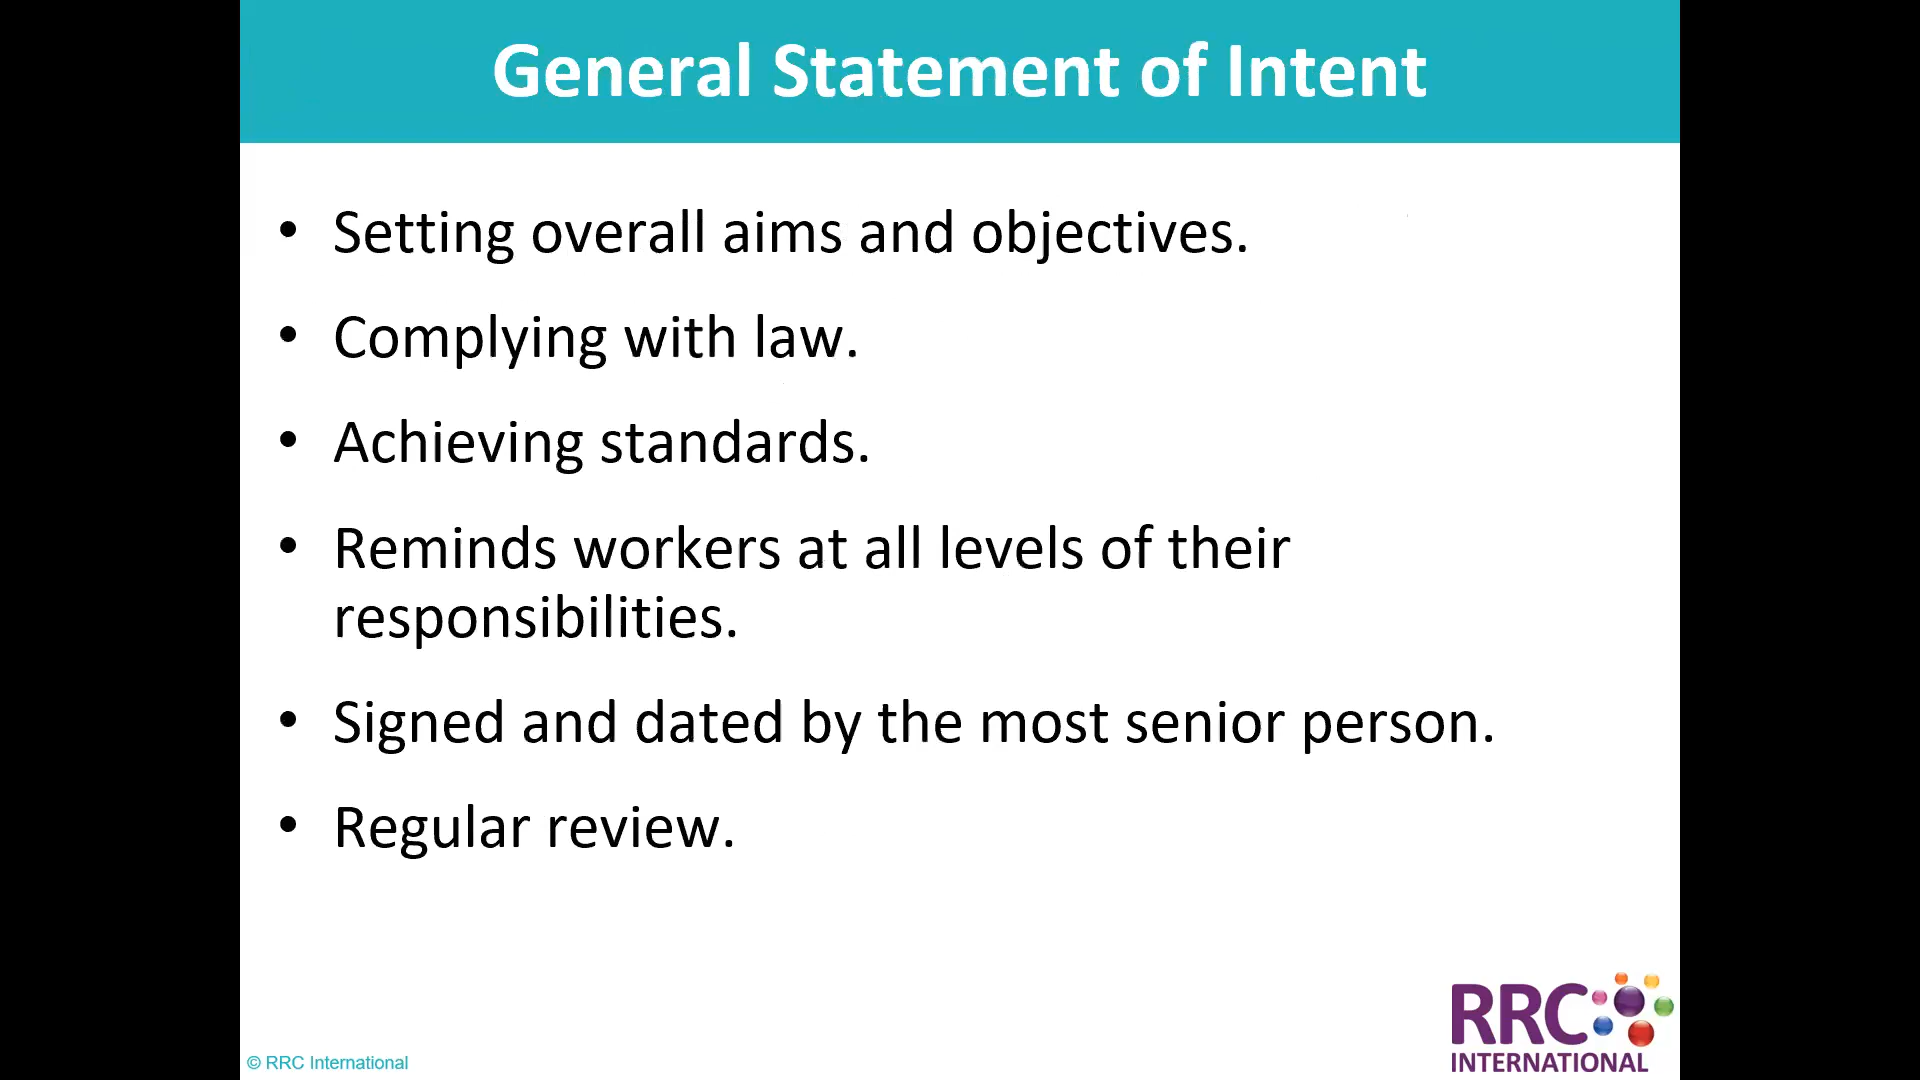 General Statement of Intent
• Setting overall aims and objectives.
• Complying with law.
• Achieving standards.
• Reminds workers at all levels of their
responsibilities.
• Signed and dated by the most senior person.
• Regular review.
RRC
INTERNATIONAL
© RRC International